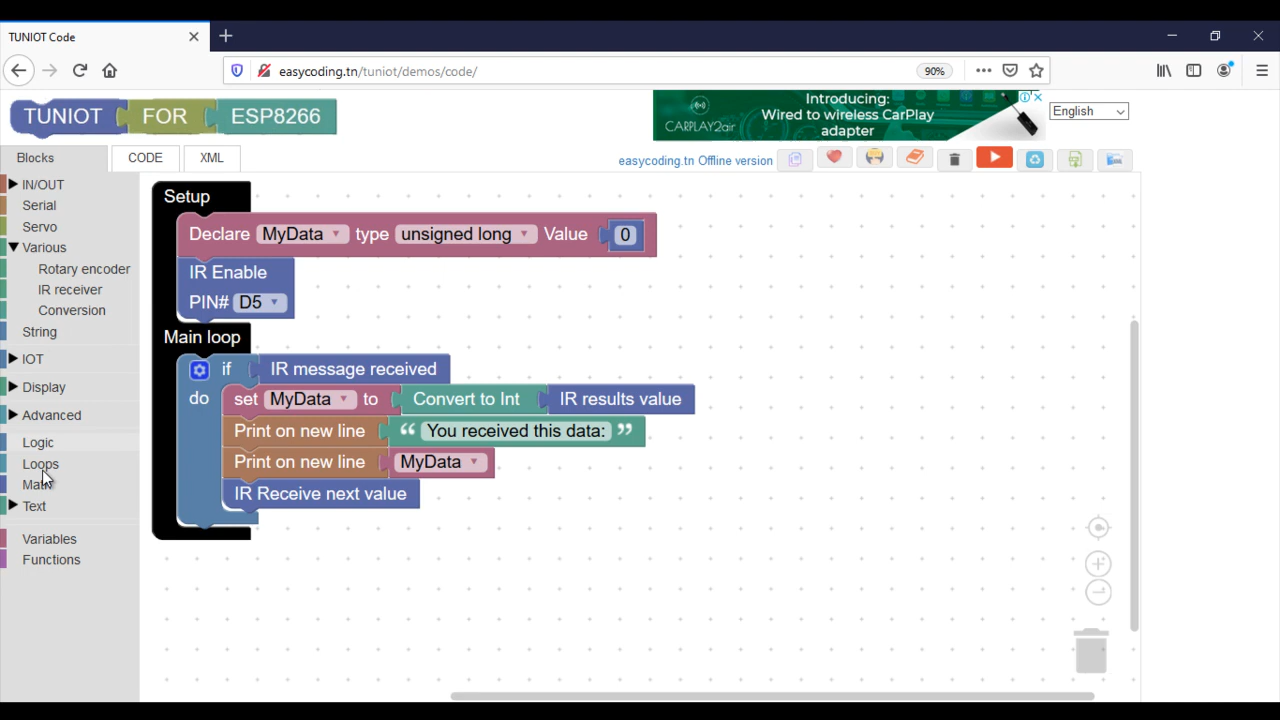 TUNIOT Code
easycoding.tn/tuniot/demos/code/
90%
TUNIOT FOR ESP8266
CARPLAY2air
Introducing:
Wired to wireless CarPlay
adapter
English
Blocks CODE XML
easycoding.tn Offline version
IN/OUT
Serial
Servo
Various
Rotary encoder
IR receiver
Conversion
String
IOT
Display
Advanced
Logic
Loops
Math
Text
Variables
Functions
Setup
Declare MyData type unsigned long Value 0
IR Enable
PIN# D5
Main loop
if IR message received
do set MyData to Convert to Int IR results value
Print on new line “ You received this data: ”
Print on new line MyData
IR Receive next value